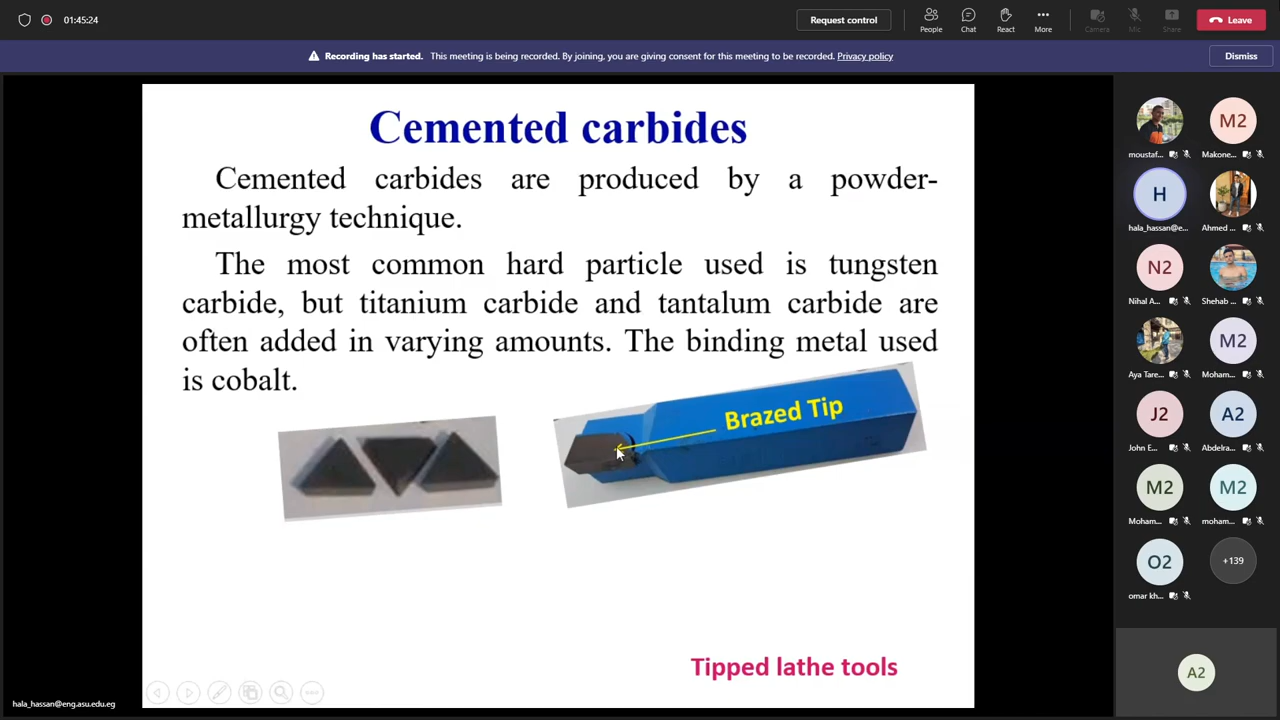 01:45:24
Request control
People
Chat
React
More
Camera
Mic
Share
Leave
Recording has started. This meeting is being recorded. By joining, you are giving consent for this meeting to be recorded. Privacy policy
Dismiss
Cemented carbides
Cemented carbides are produced by a powder-
metallurgy technique.
The most common hard particle used is tungsten
carbide, but titanium carbide and tantalum carbide are
often added in varying amounts. The binding metal used
is cobalt.
Brazed Tip
Tipped lathe tools
hala_hassan@eng.asu.edu.eg
M2
moustaf...
Makone...
H
hala_hassan@e...
Ahmed ...
N2
Nihal A...
Shehab ...
M2
Aya Tare...
Moham...
J2
A2
John E...
Abdelra...
M2
M2
Moham...
moham...
O2
+139
omar kh...
A2